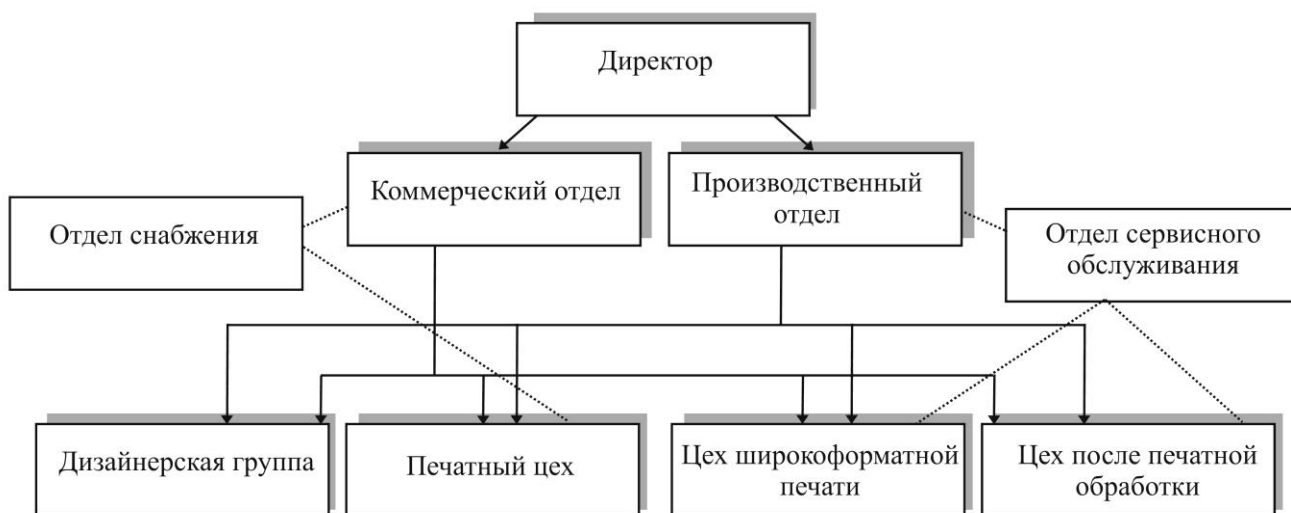 Директор
Коммерческий отдел
Производственный
отдел
Отдел снабжения
Отдел сервисного
обслуживания
Дизайнерская группа
Печатный цех
Цех широкоформатной
печати
Цех после печатной
обработки